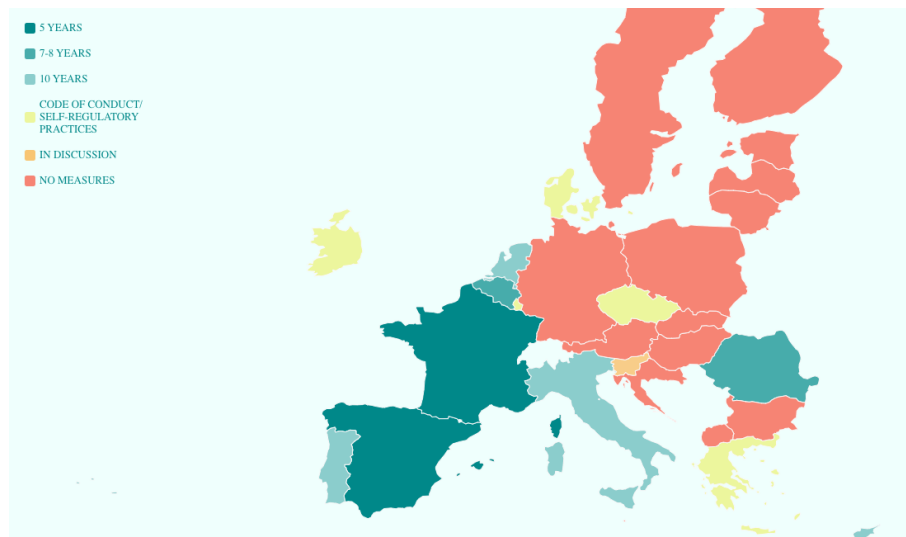 5 YEARS
7-8 YEARS
10 YEARS
CODE OF CONDUCT/
SELF-REGULATORY
PRACTICES
IN DISCUSSION
NO MEASURES